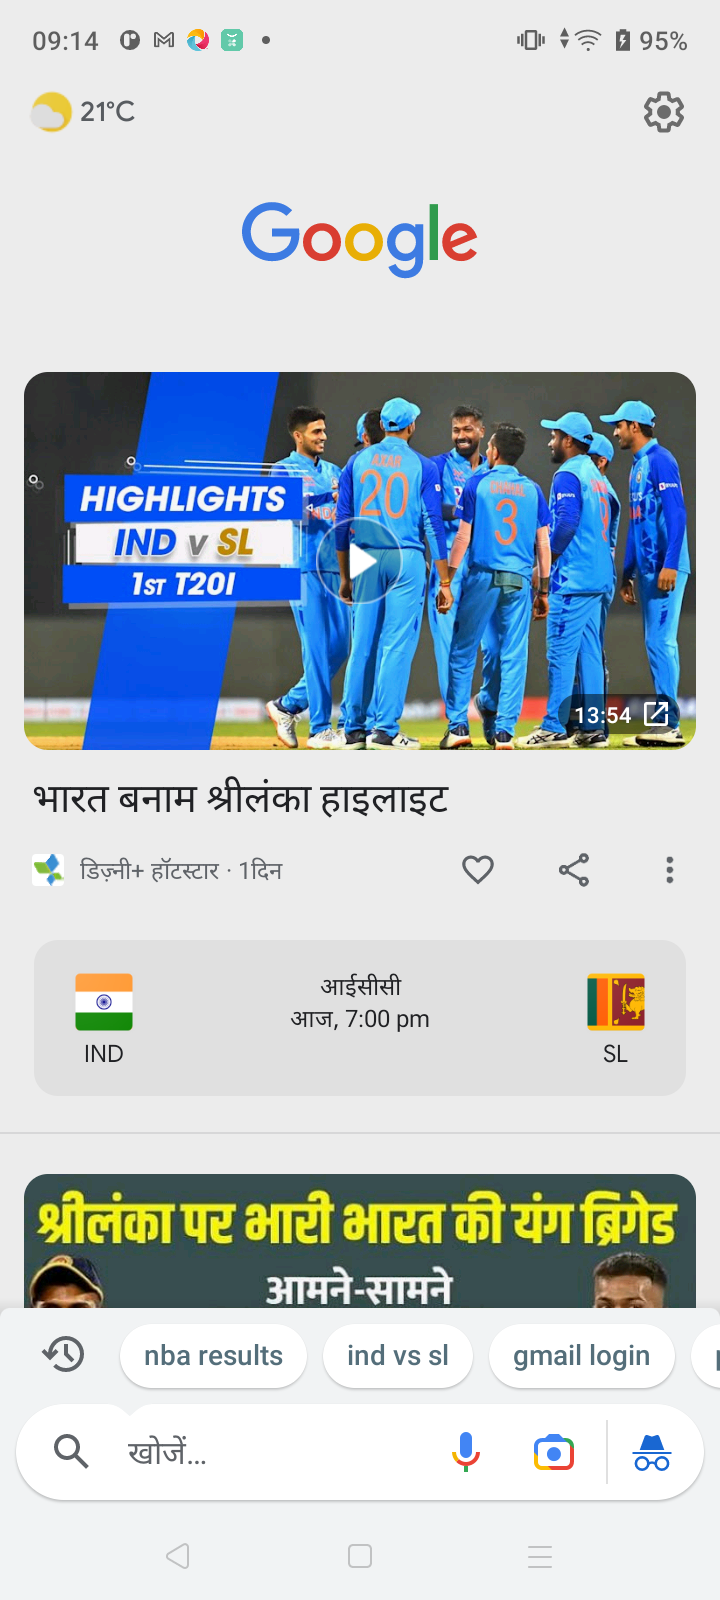 09:14
95%
21°C
Google
HIGHLIGHTS
IND v SL
1ST T20I
AXAR
20
3
13:54
भारत बनाम श्रीलंका हाइलाइट
डिज़्नी+ हॉटस्टार · 1दिन
आईसीसी
आज, 7:00 pm
IND
SL
श्रीलंका पर भारी भारत की यंग ब्रिगेड
आमने-सामने
nba results
ind vs sl
gmail login
खोजें...